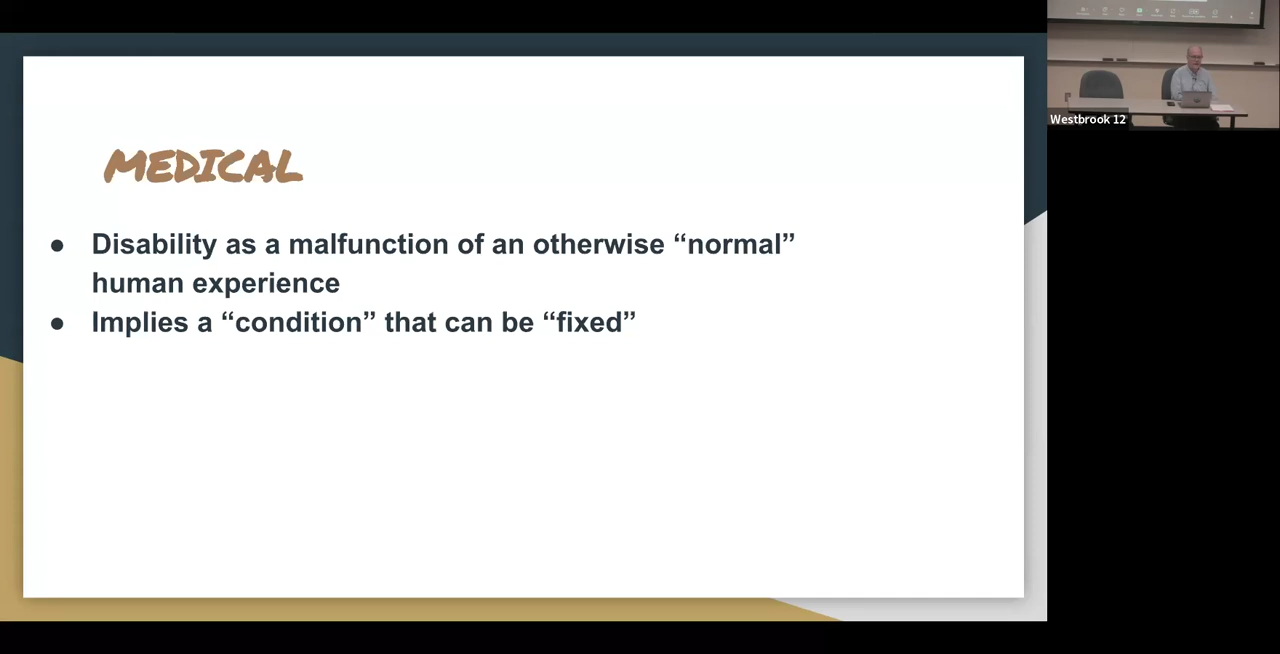 MEDICAL
● Disability as a malfunction of an otherwise “normal”
human experience
● Implies a “condition” that can be “fixed”
Westbrook 12